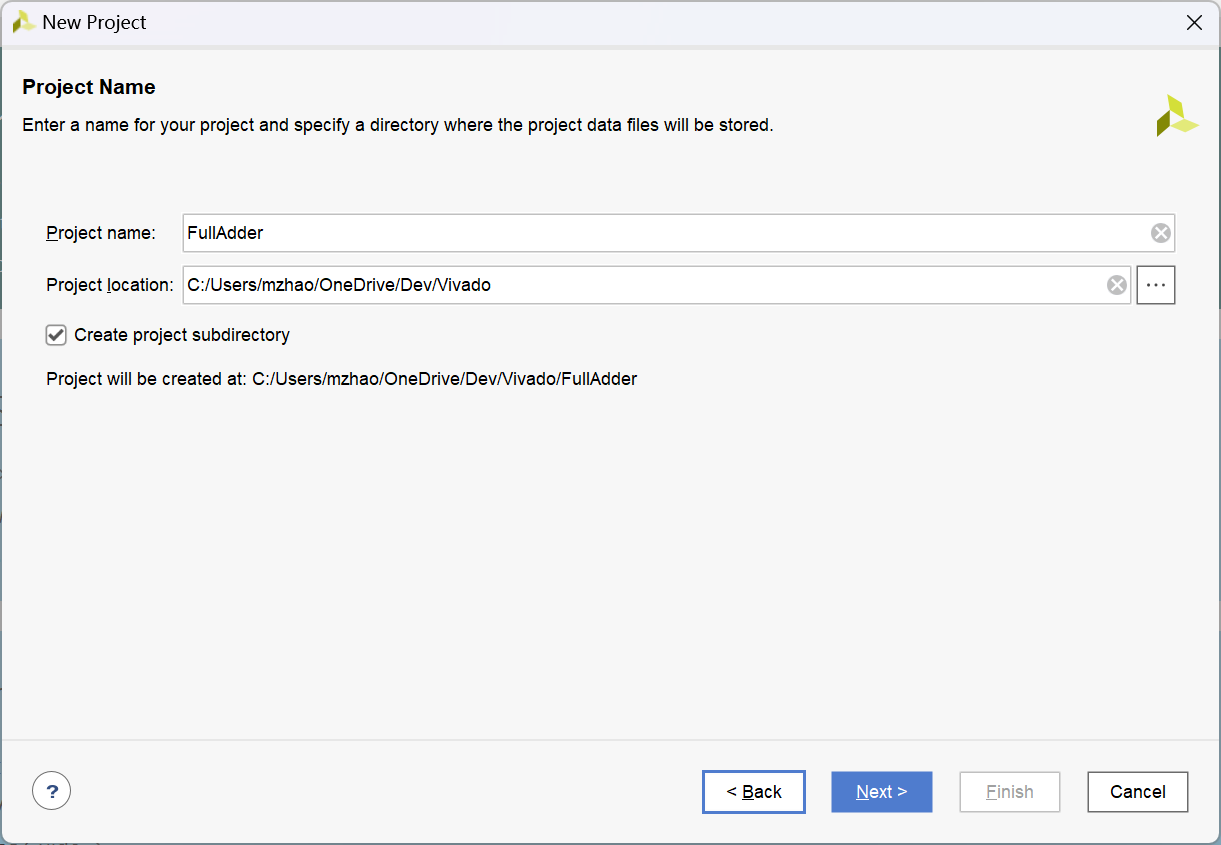 New Project
Project Name
Enter a name for your project and specify a directory where the project data files will be stored.
Project name: FullAdder
Project location: C:/Users/mzhao/OneDrive/Dev/Vivado ...
Create project subdirectory
Project will be created at: C:/Users/mzhao/OneDrive/Dev/Vivado/FullAdder
? < Back Next > Finish Cancel